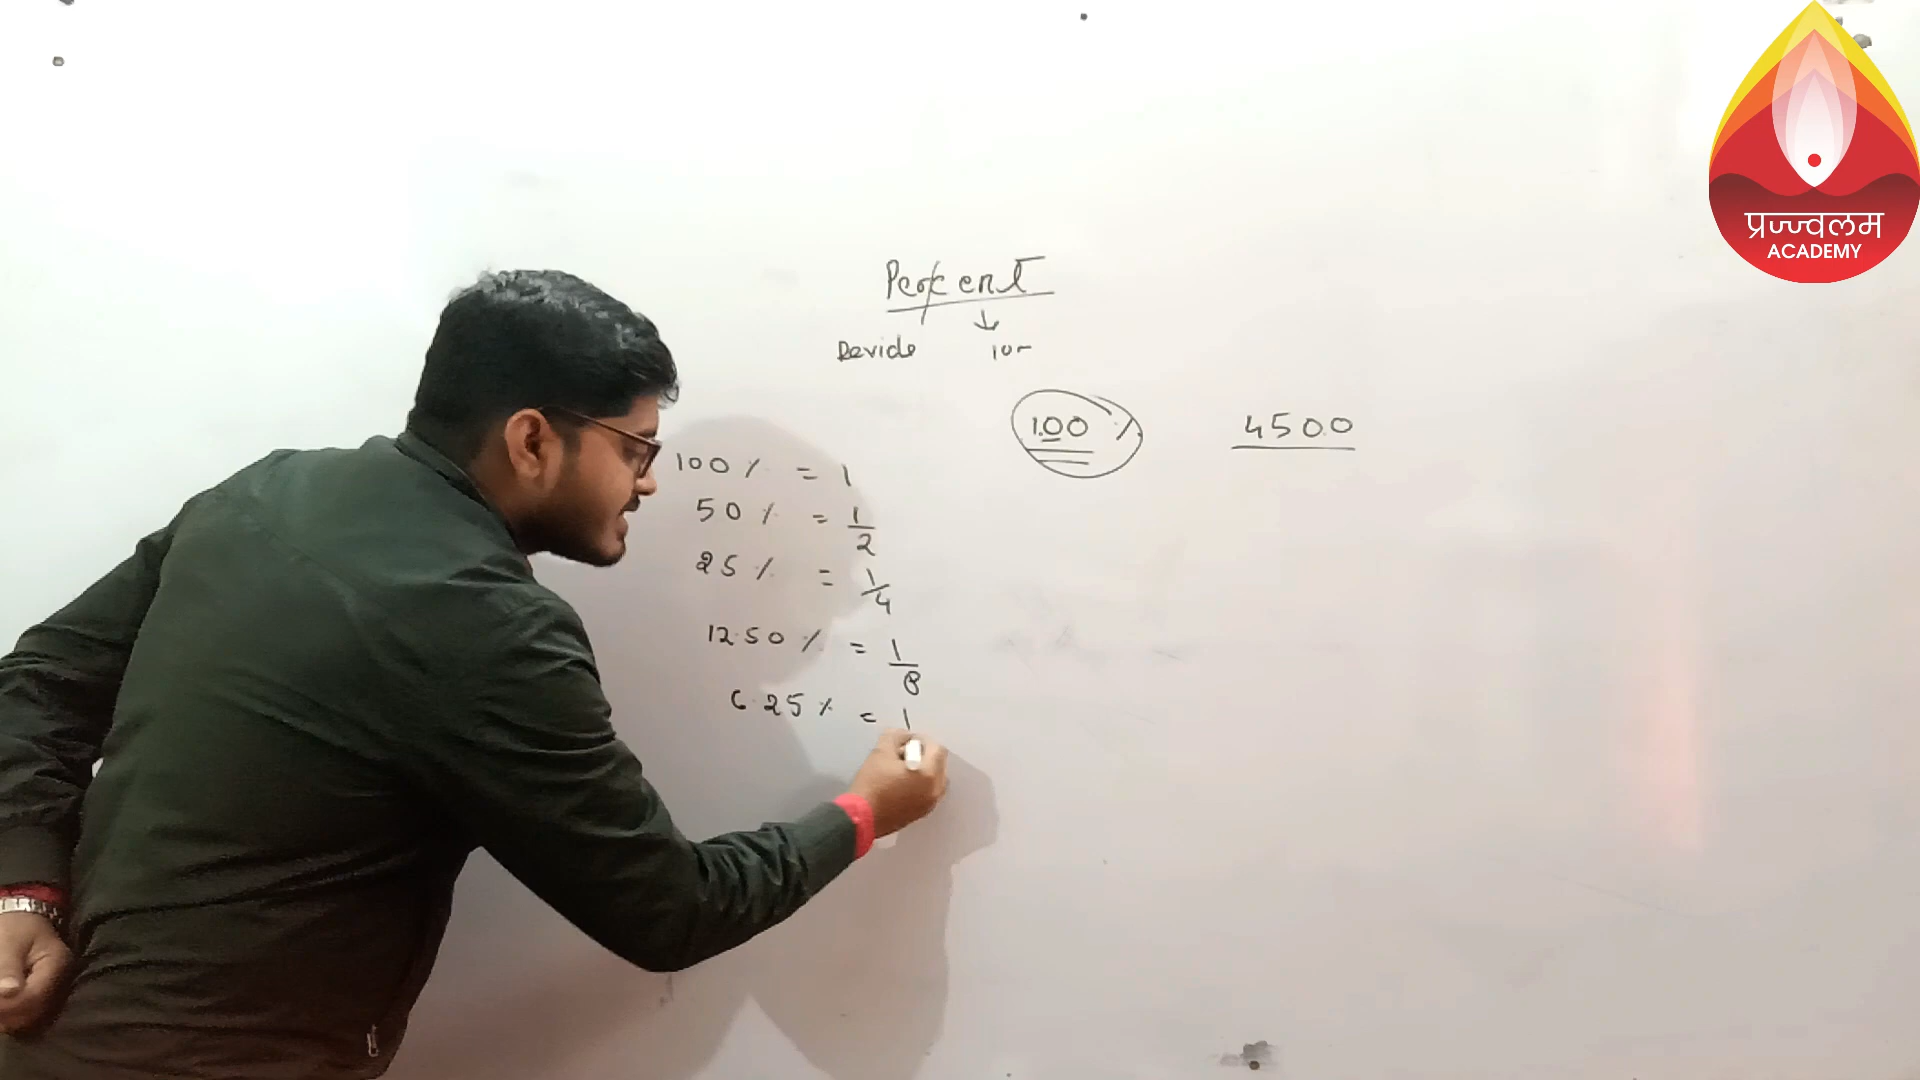 प्रज्ज्वलम
ACADEMY
Percent
↓
Devide
100 %
4500
100 % = 1
50 % = 1/2
25 % = 1/4
12.50 % = 1/8
6.25 % = 1